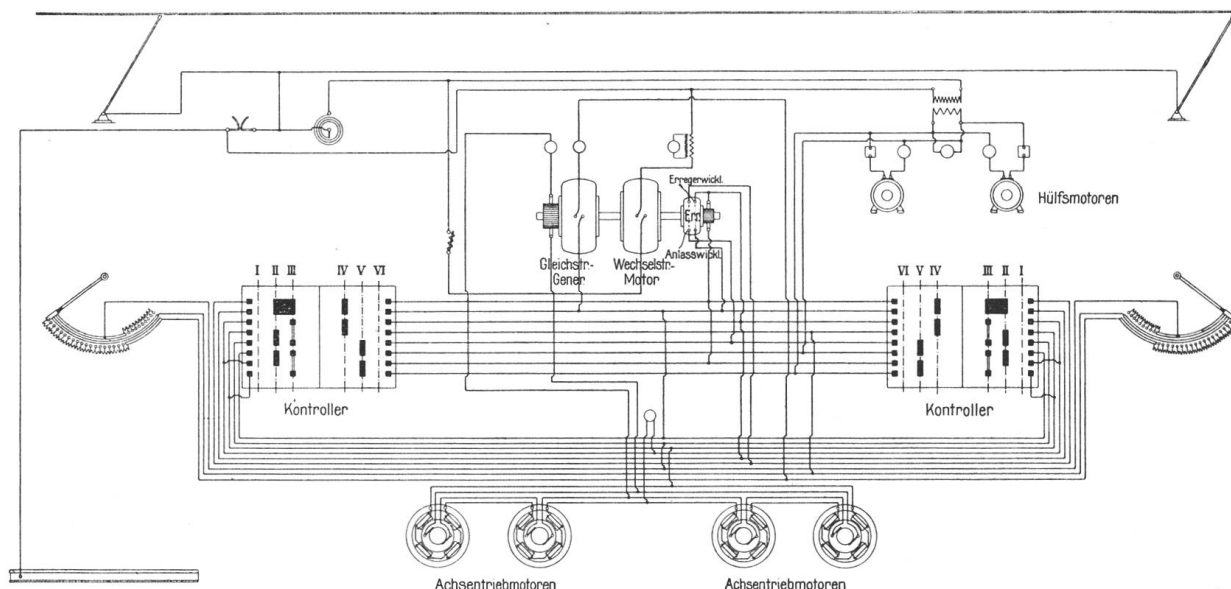 Erregerwickl.
Err
Anlasswickl.
Hülfsmotoren
Gleichstr-
Gener
Wechselstr-
Motor
I II III IV V VI
VI V IV III II I
Kontroller
Kontroller
Achsentriebmotoren
Achsentriebmotoren